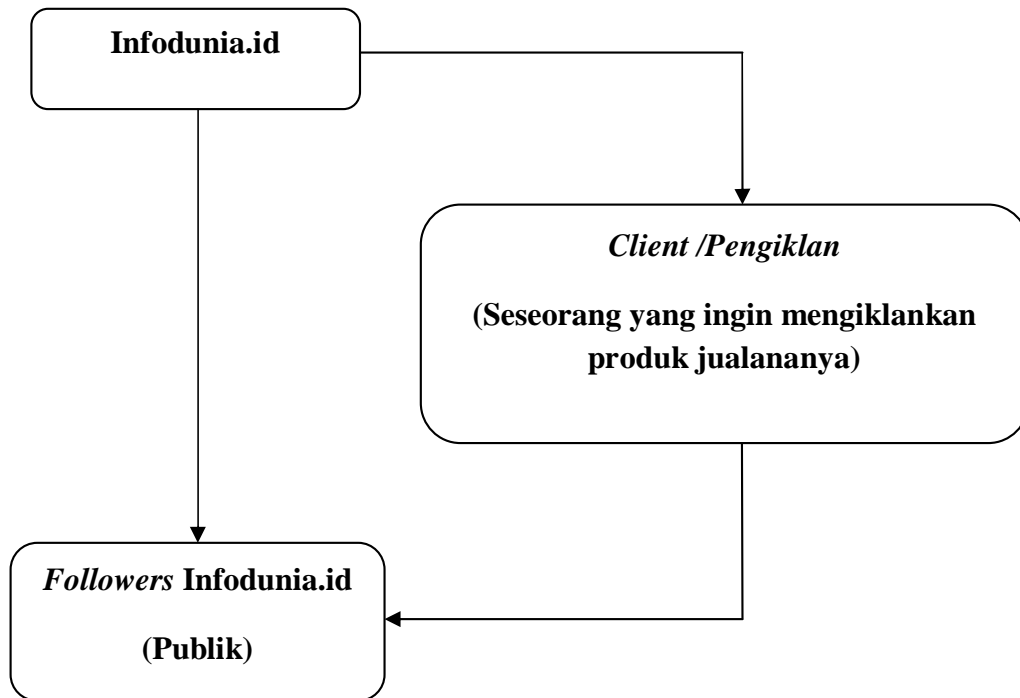 Infodunia.id
Client /Pengiklan
(Seseorang yang ingin mengiklankan
produk jualananya)
Followers Infodunia.id
(Publik)